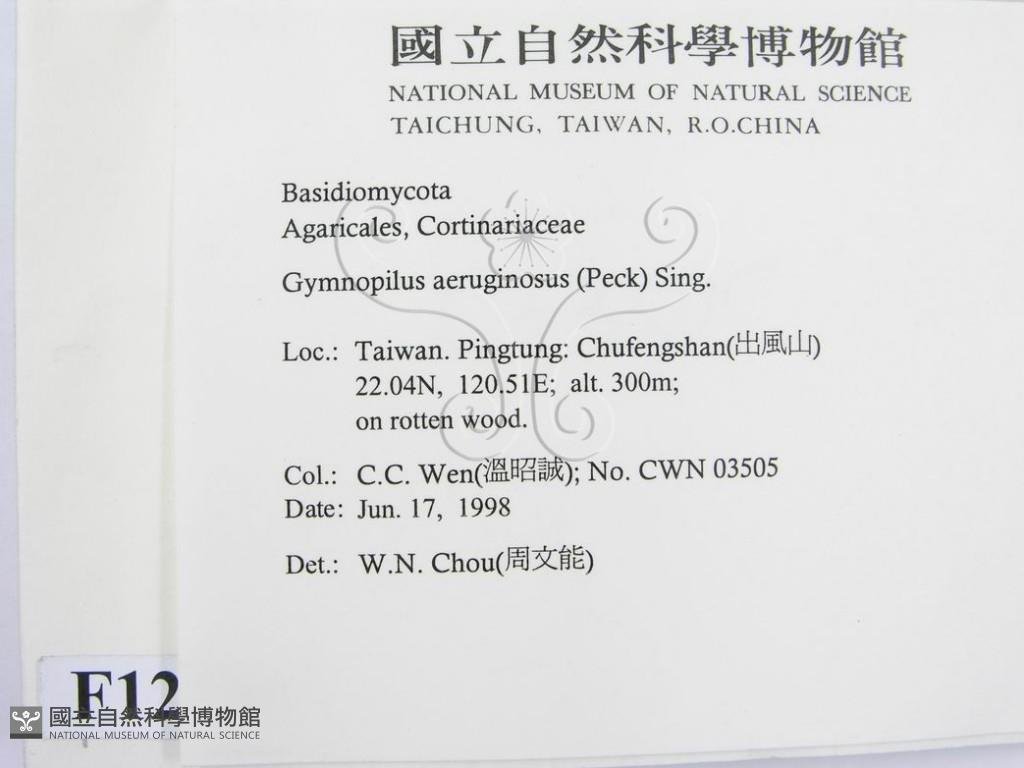 國立自然科學博物館
NATIONAL MUSEUM OF NATURAL SCIENCE
TAICHUNG, TAIWAN, R.O.CHINA
Basidiomycota
Agaricales, Cortinariaceae
Gymnopilus aeruginosus (Peck) Sing.
Loc.: Taiwan. Pingtung: Chufengshan(出風山)
22.04N, 120.51E; alt. 300m;
on rotten wood.
Col.: C.C. Wen(溫昭誠); No. CWN 03505
Date: Jun. 17, 1998
Det.: W.N. Chou(周文能)
F12
國立自然科學博物館
NATIONAL MUSEUM OF NATURAL SCIENCE